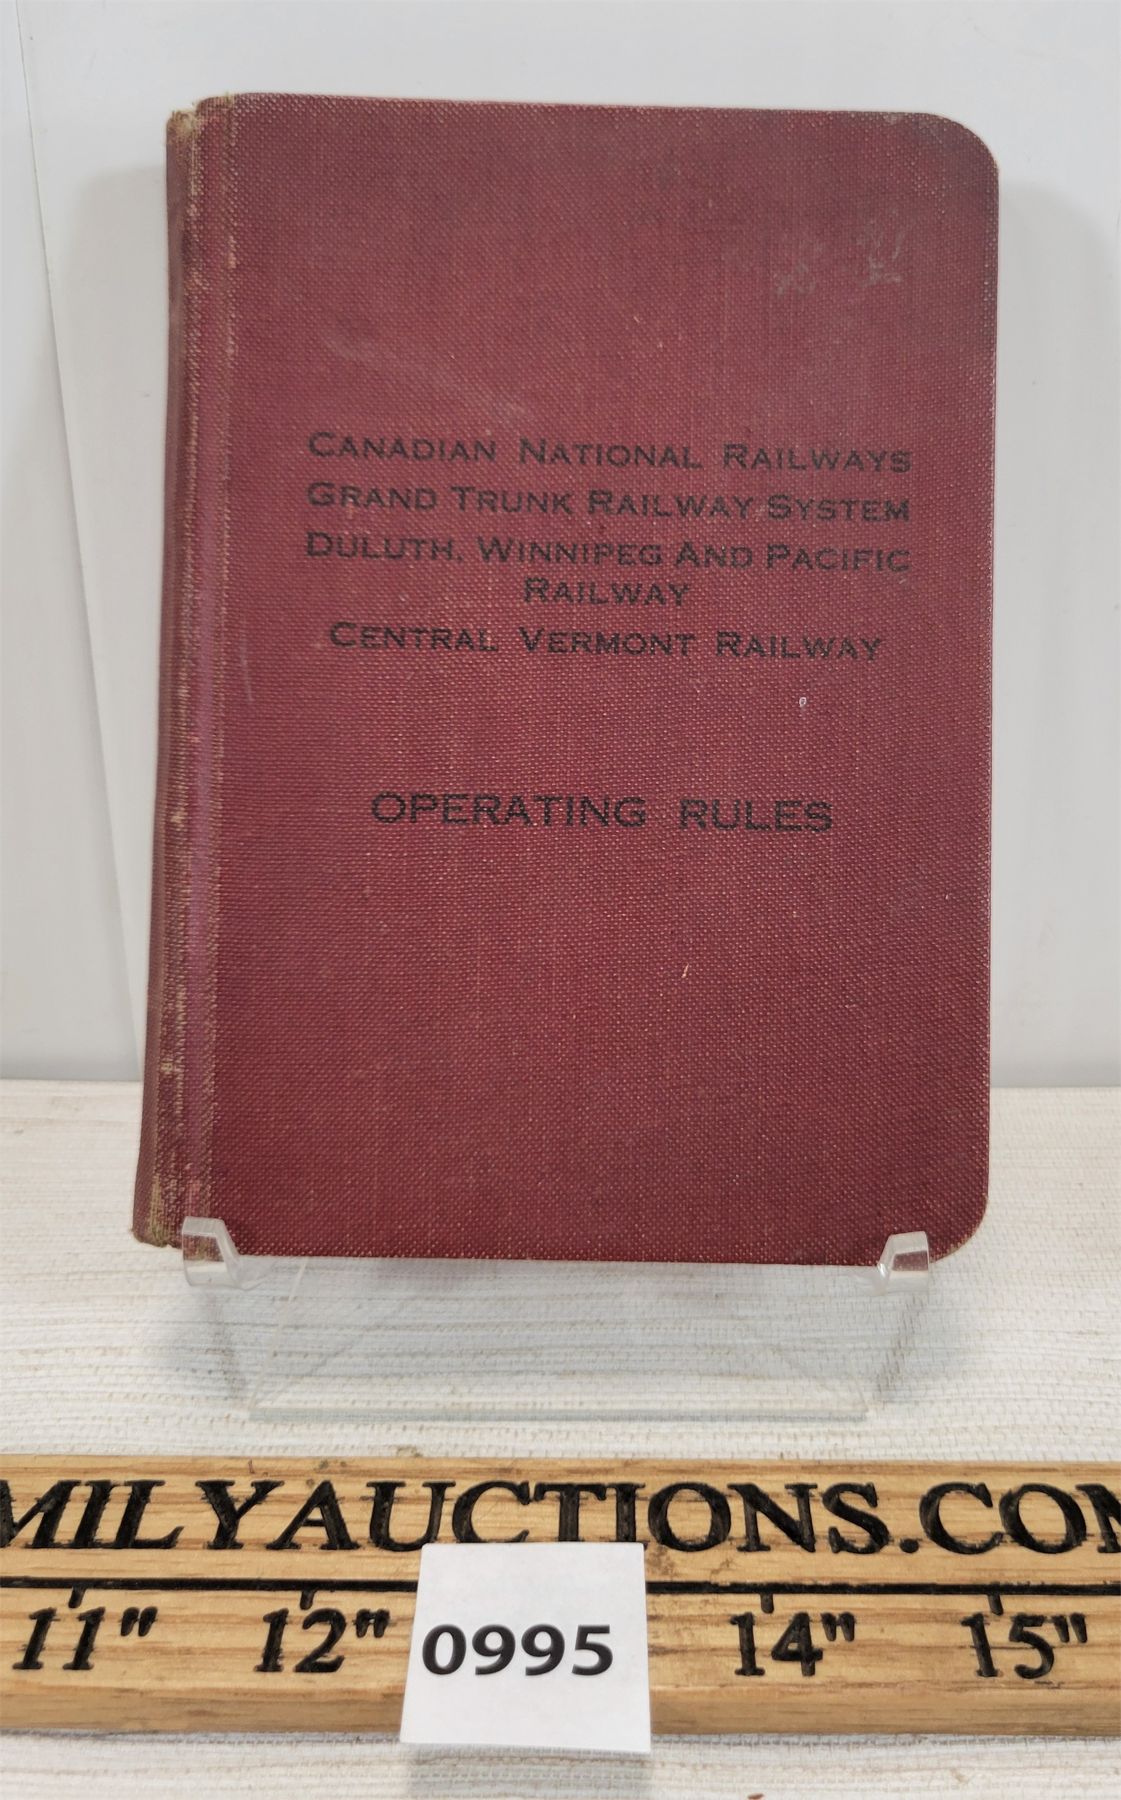 CANADIAN NATIONAL RAILWAYS
GRAND TRUNK RAILWAY SYSTEM
DULUTH, WINNIPEG AND PACIFIC
RAILWAY
CENTRAL VERMONT RAILWAY
OPERATING RULES
MILYAUCTIONS.COM
11" 12" 14" 15"
0995